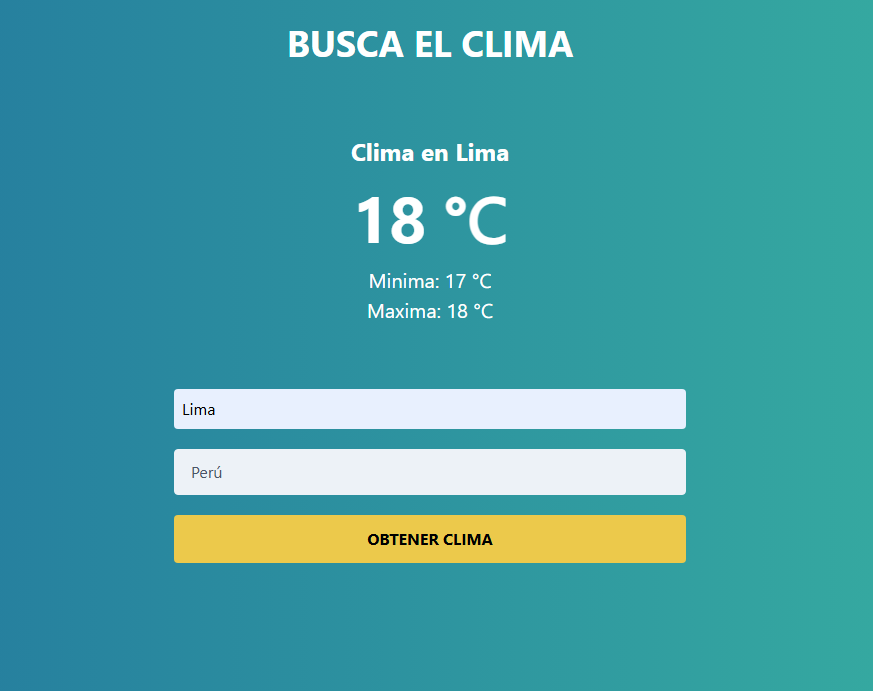 BUSCA EL CLIMA
Clima en Lima
18 °C
Minima: 17 °C
Maxima: 18 °C
Lima
Perú
OBTENER CLIMA